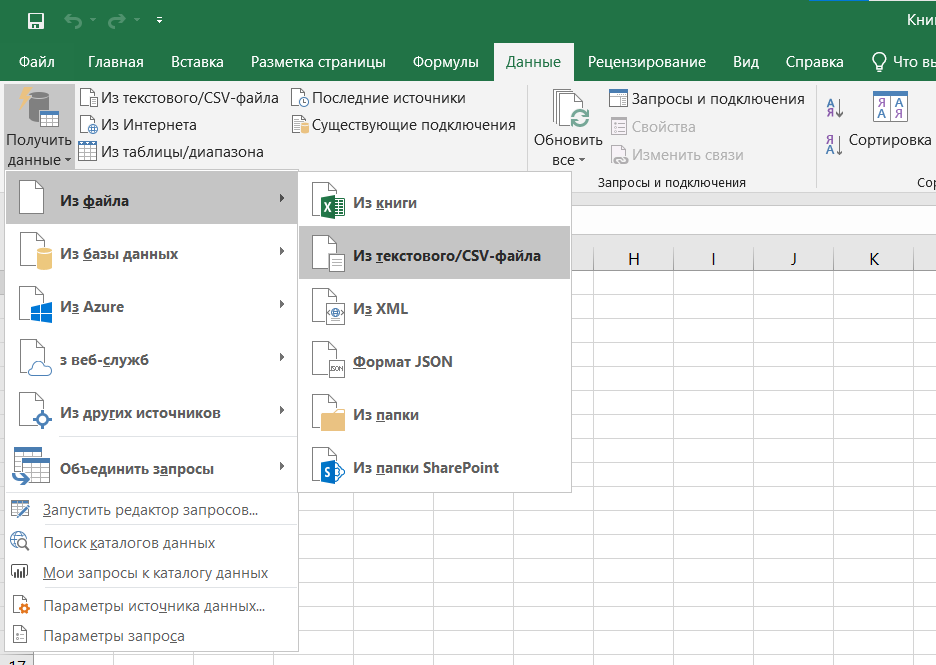 Кни
Файл
Главная
Вставка
Разметка страницы
Формулы
Данные
Рецензирование
Вид
Справка
Что вы
Получить
данные
Из текстового/CSV-файла
Из Интернета
Из таблицы/диапазона
Последние источники
Существующие подключения
Обновить
все
Запросы и подключения
Свойства
Изменить связи
Запросы и подключения
А
Я
Я
А
Я А
А Я
Сортировка
Сор
Из файла
Из базы данных
Из Azure
з веб-служб
Из других источников
Объединить запросы
Запустить редактор запросов...
Поиск каталогов данных
Мои запросы к каталогу данных
Параметры источника данных...
Параметры запроса
Из книги
Из текстового/CSV-файла
Из XML
JSON
Формат JSON
Из папки
Из папки SharePoint
H
I
J
K
17